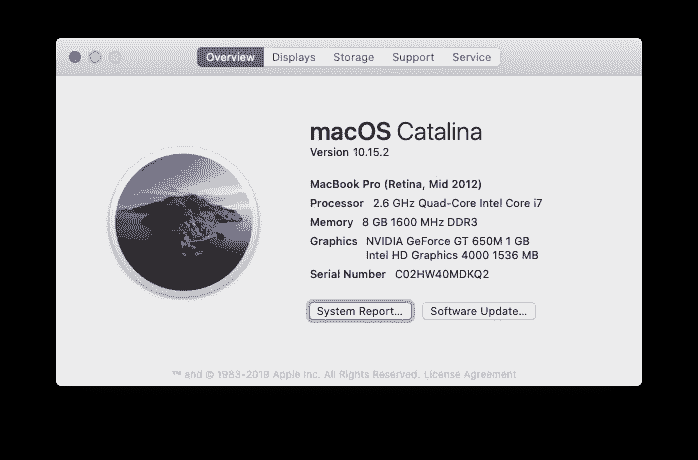 Overview Displays Storage Support Service
macOS Catalina
Version 10.15.2
MacBook Pro (Retina, Mid 2012)
Processor 2.6 GHz Quad-Core Intel Core i7
Memory 8 GB 1600 MHz DDR3
Graphics NVIDIA GeForce GT 650M 1 GB
Intel HD Graphics 4000 1536 MB
Serial Number C02HW40MDKQ2
System Report... Software Update...
™ and © 1983-2019 Apple Inc. All Rights Reserved. License Agreement